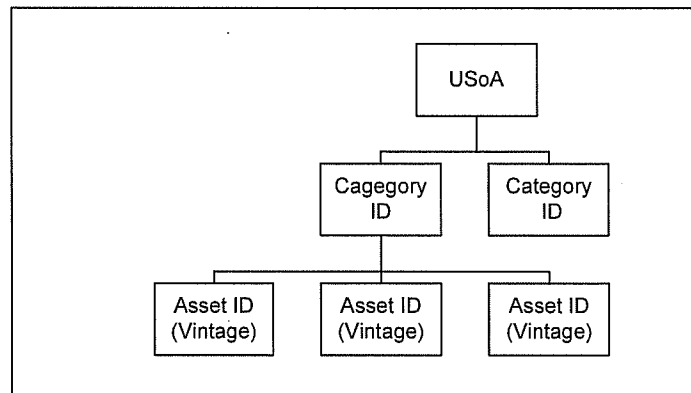 USoA
Cagegory
ID
Category
ID
Asset ID
(Vintage)
Asset ID
(Vintage)
Asset ID
(Vintage)